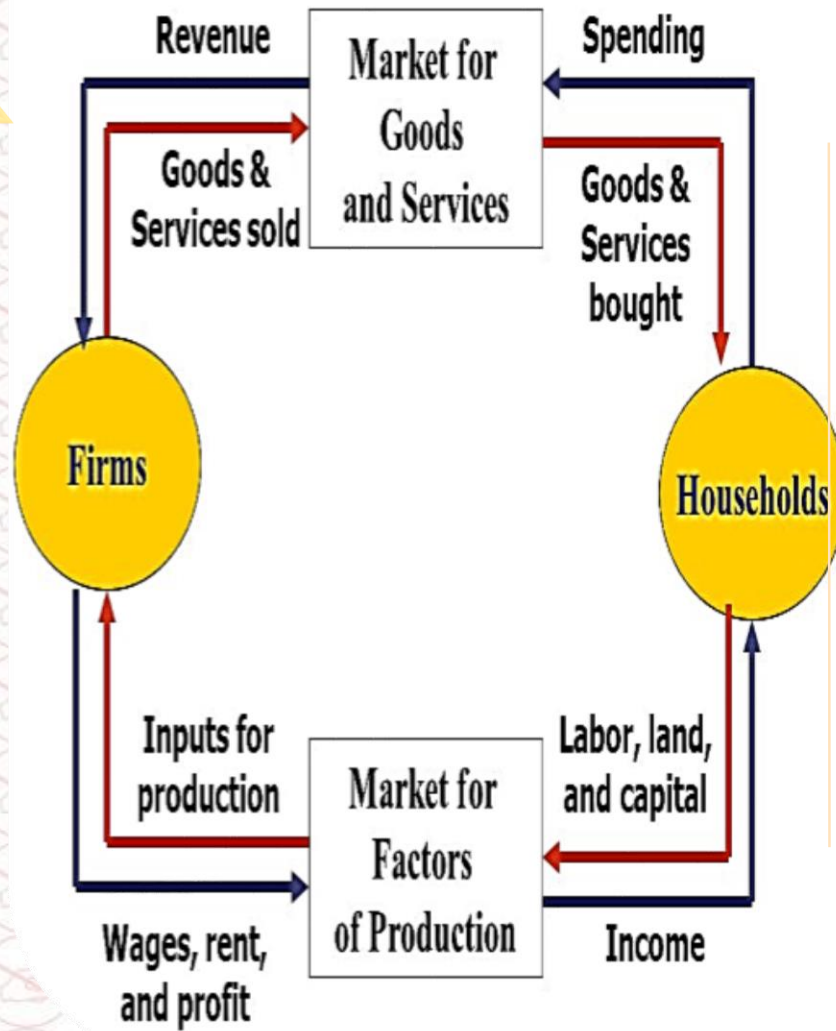 Revenue
Market for
Goods
and Services
Spending
Goods &
Services sold
Goods &
Services
bought
Firms
Households
Inputs for
production
Market for
Factors
of Production
Labor, land,
and capital
Wages, rent,
and profit
Income